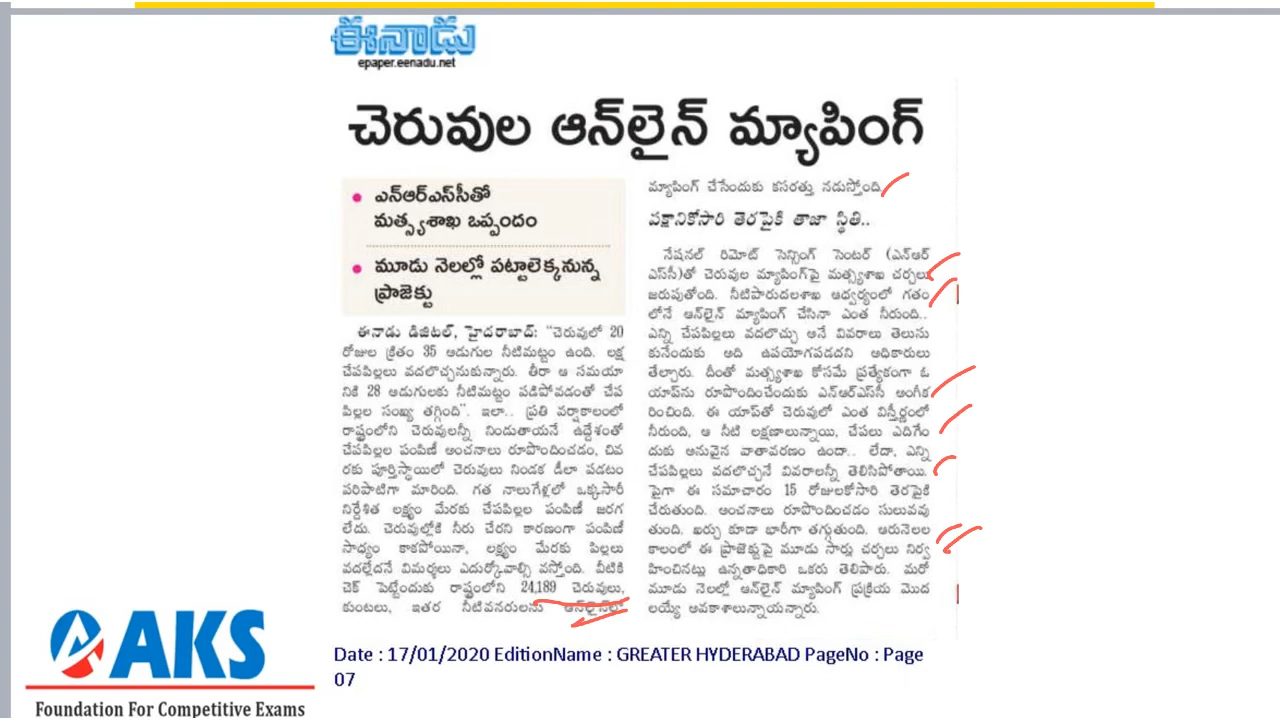 ఈనాడు
epaper.eenadu.net
చెరువుల ఆన్‌లైన్ మ్యాపింగ్
• ఎన్‌ఆర్‌ఎస్‌సీతో
మత్స్యశాఖ ఒప్పందం
• మూడు నెలల్లో పట్టాలెక్కనున్న
ప్రాజెక్టు
ఈనాడు డిజిటల్, హైదరాబాద్: “చెరువులో 20
రోజుల క్రితం 35 అడుగుల నీటిమట్టం ఉంది. లక్ష
చేపపిల్లలు వదలొచ్చనుకున్నారు. తీరా ఆ సమయా
నికి 28 అడుగులకు నీటిమట్టం పడిపోవడంతో చేప
పిల్లల సంఖ్య తగ్గింది”. ఇలా.. ప్రతి వర్షాకాలంలో
రాష్ట్రంలోని చెరువులన్నీ నిండుతాయనే ఉద్దేశంతో
చేపపిల్లల పంపిణీ అంచనాలు రూపొందించడం, చివ
రకు పూర్తిస్థాయిలో చెరువులు నిండక డీలా పడటం
పరిపాటిగా మారింది. గత నాలుగేళ్లలో ఒక్కసారీ
నిర్దేశిత లక్ష్యం మేరకు చేపపిల్లల పంపిణీ జరగ
లేదు. చెరువుల్లోకి నీరు చేరని కారణంగా పంపిణీ
సాధ్యం కాకపోయినా, లక్ష్యం మేరకు పిల్లలు
వదల్లేదనే విమర్శలు ఎదుర్కోవాల్సి వస్తోంది. వీటికి
చెక్ పెట్టేందుకు రాష్ట్రంలోని 24,189 చెరువులు,
కుంటలు, ఇతర నీటివనరులను ఆన్‌లైన్‌లో
మ్యాపింగ్ చేసేందుకు కసరత్తు నడుస్తోంది.
పక్షానికోసారి తెరపైకి తాజా స్థితి..
నేషనల్ రిమోట్ సెన్సింగ్ సెంటర్ (ఎన్ఆర్
ఎస్‌సీ)తో చెరువుల మ్యాపింగ్‌పై మత్స్యశాఖ చర్చలు
జరుపుతోంది. నీటిపారుదలశాఖ ఆధ్వర్యంలో గతం
లోనే ఆన్‌లైన్ మ్యాపింగ్ చేసినా ఎంత నీరుంది..
ఎన్ని చేపపిల్లలు వదలొచ్చు అనే వివరాలు తెలుసు
కునేందుకు అది ఉపయోగపడదని అధికారులు
తేల్చారు. దీంతో మత్స్యశాఖ కోసమే ప్రత్యేకంగా ఓ
యాప్‌ను రూపొందించేందుకు ఎన్‌ఆర్‌ఎస్‌సీ అంగీక
రించింది. ఈ యాప్‌తో చెరువులో ఎంత విస్తీర్ణంలో
నీరుంది, ఆ నీటి లక్షణాలున్నాయి, చేపలు ఎదిగేం
దుకు అనువైన వాతావరణం ఉందా.. లేదా, ఎన్ని
చేపపిల్లలు వదలొచ్చనే వివరాలన్నీ తెలిసిపోతాయి.
పైగా ఈ సమాచారం 15 రోజులకోసారి తెరపైకి
చేరుతుంది. అంచనాలు రూపొందించడం సులువవు
తుంది. ఖర్చు కూడా భారీగా తగ్గుతుంది. ఆరునెలల
కాలంలో ఈ ప్రాజెక్టుపై మూడు సార్లు చర్చలు నిర్వ
హించినట్లు ఉన్నతాధికారి ఒకరు తెలిపారు. మరో
మూడు నెలల్లో ఆన్‌లైన్ మ్యాపింగ్ ప్రక్రియ మొద
లయ్యే అవకాశాలున్నాయన్నారు.
Date : 17/01/2020 EditionName : GREATER HYDERABAD PageNo : Page
07
AKS
Foundation For Competitive Exams